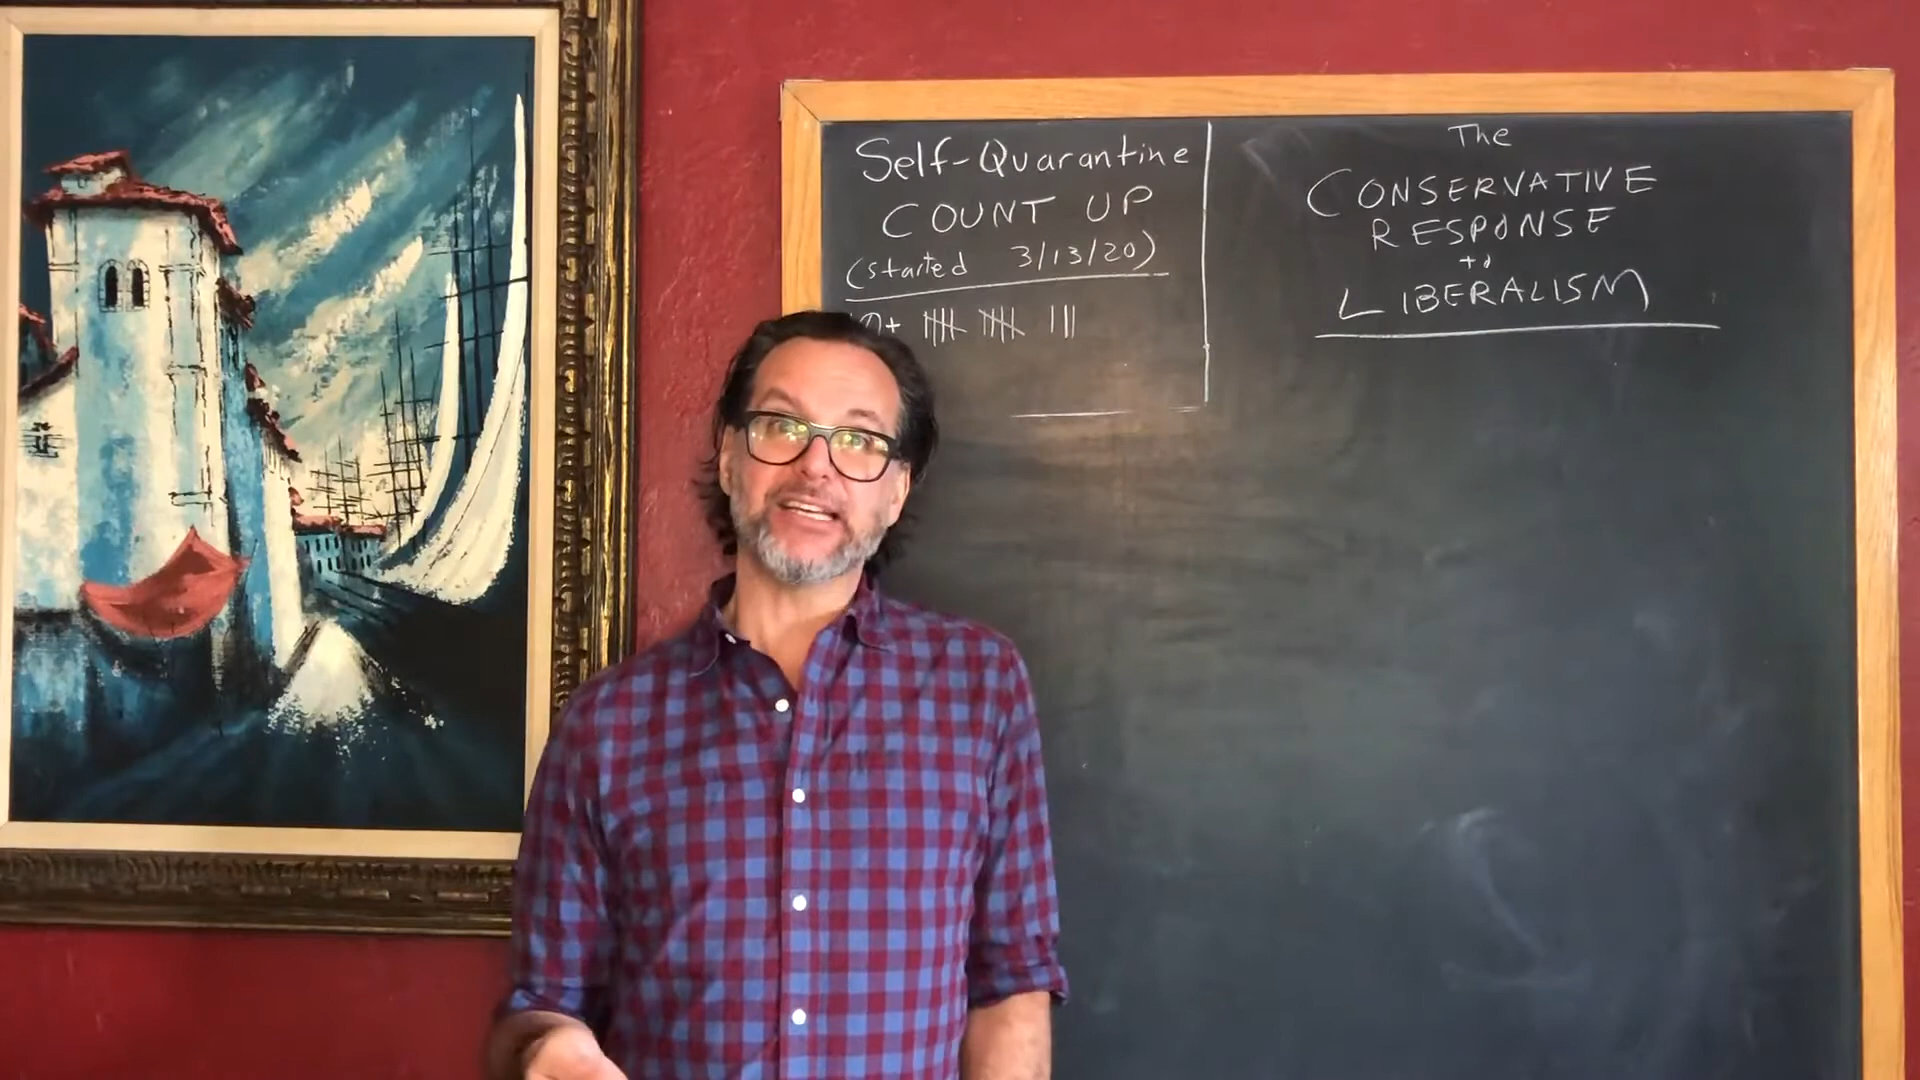 Self-Quarantine
COUNT UP
(started 3/13/20)
The
CONSERVATIVE
RESPONSE
to
LIBERALISM